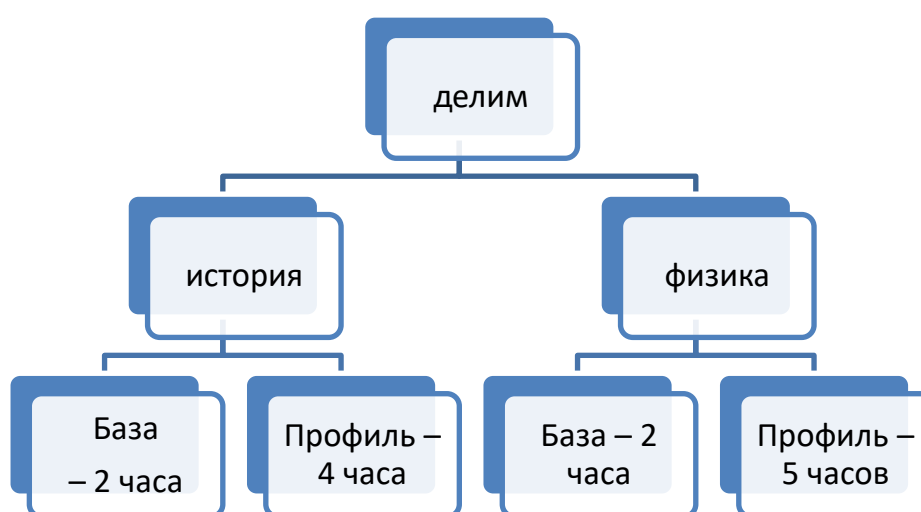 делим
история
физика
База
– 2 часа
Профиль –
4 часа
База – 2
часа
Профиль –
5 часов